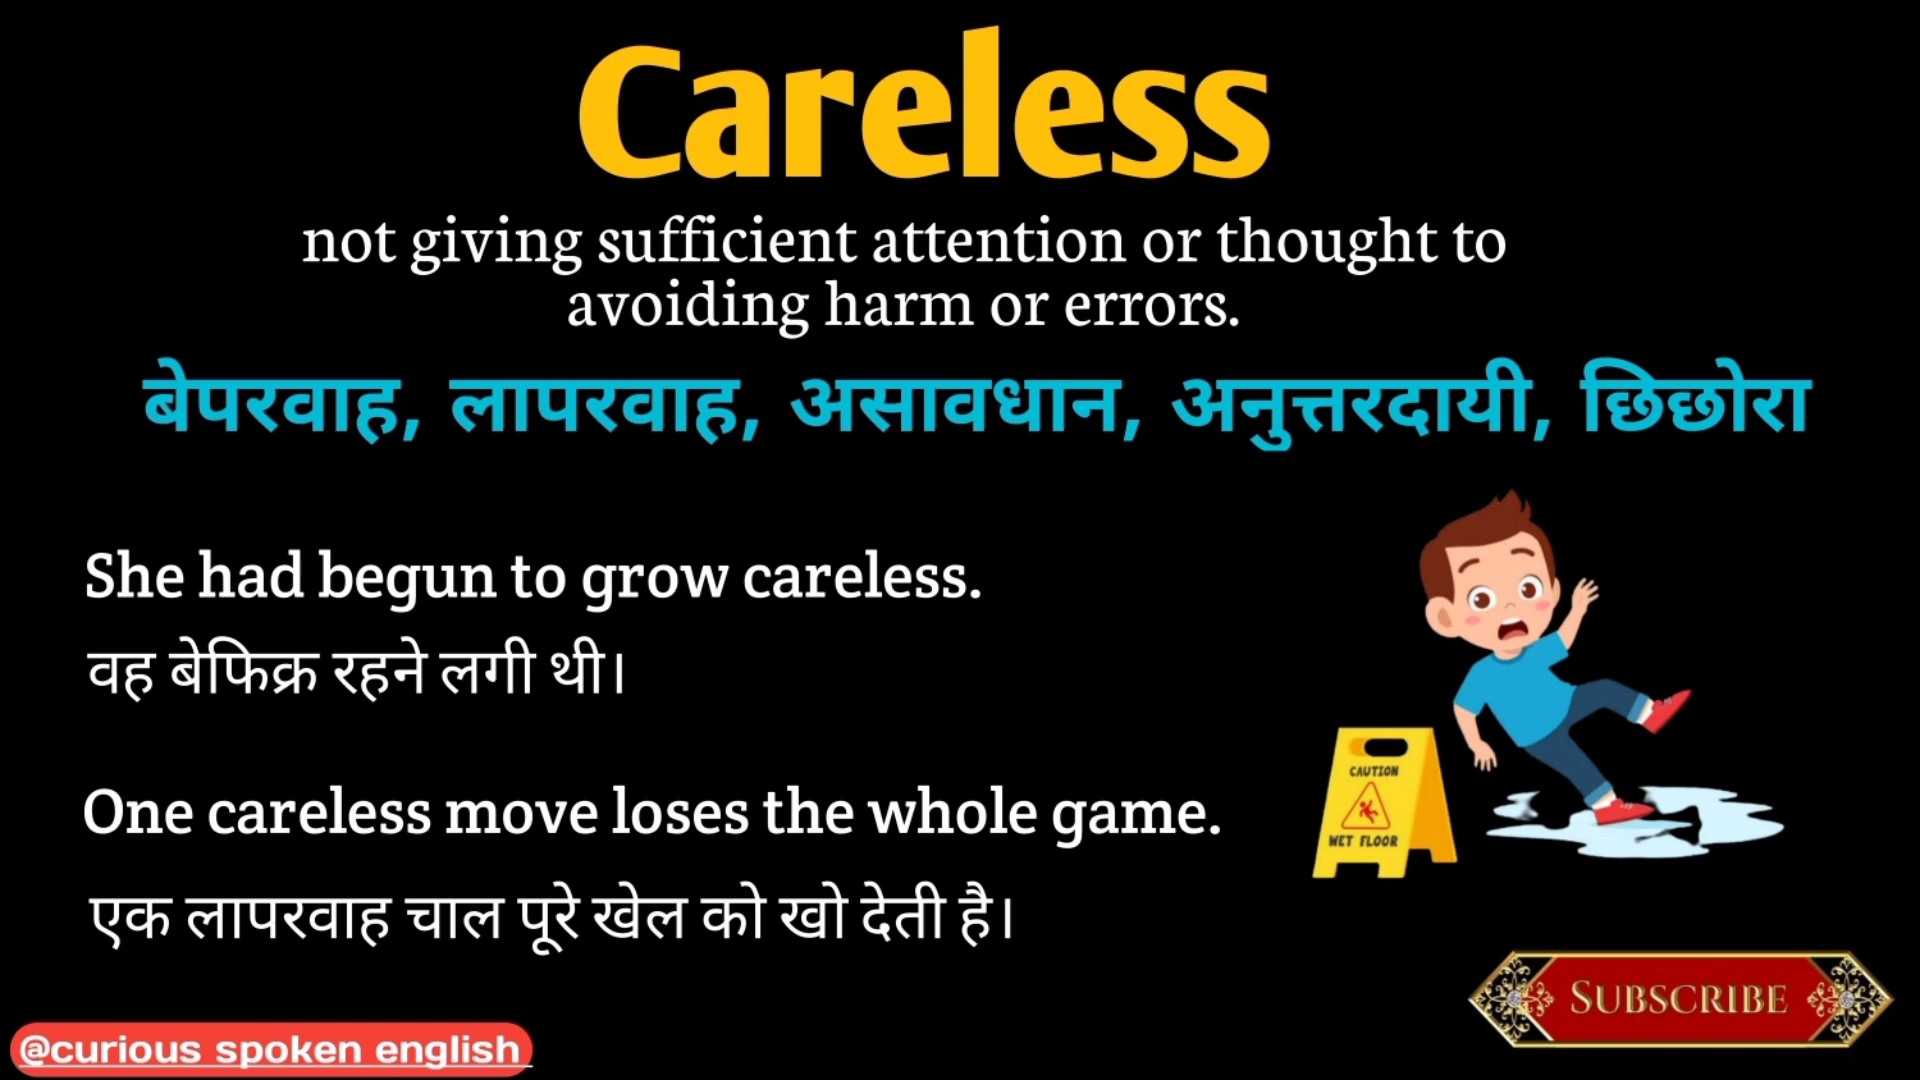 Careless
not giving sufficient attention or thought to
avoiding harm or errors.
बेपरवाह, लापरवाह, असावधान, अनुत्तरदायी, छिछोरा
She had begun to grow careless.
वह बेफिक्र रहने लगी थी।
One careless move loses the whole game.
एक लापरवाह चाल पूरे खेल को खो देती है।
CAUTION
WET FLOOR
SUBSCRIBE
@curious spoken english